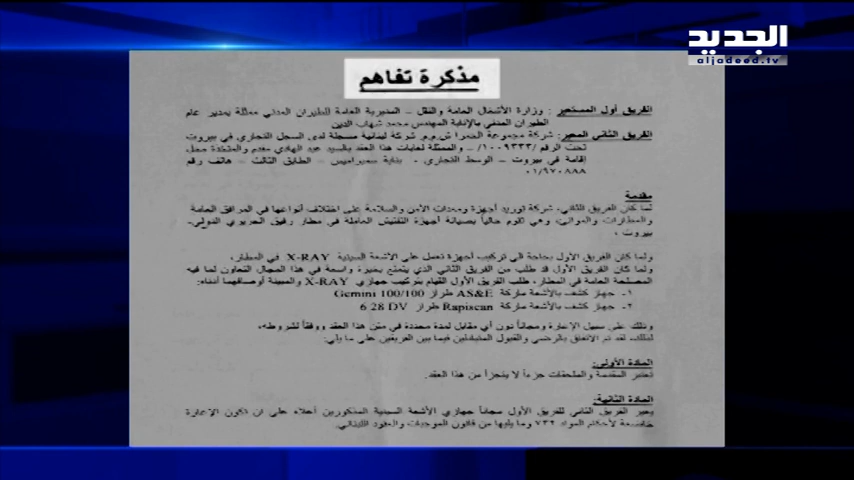 الجديد
aljadeed.tv
مذكرة تفاهم
الفريق أول المستعير : وزارة الأشغال العامة والنقل - المديرية العامة للطيران المدني ممثلة بمدير عام
الطيران المدني بالإنابة المهندس محمد شهاب الدين
الفريق الثاني المعير: شركة مجموعة الحمرا ش.م.م. شركة لبنانية مسجلة لدى السجل التجاري في بيروت
تحت الرقم /١٠٠٩٣٣٣/ - والممثلة لغايات هذا العقد بالسيد عبد الهادي مقدم والمتخذة محل
إقامة في بيروت - الوسط التجاري - بناية سميراميس - الطابق الثالث - هاتف رقم
٠١/٩٧٠٨٨٨
مقدمة
لما كان الفريق الثاني، شركة توريد أجهزة ومعدات الأمن والسلامة على اختلاف أنواعها في المرافق العامة
والمطارات والموانئ، وهي تقوم حالياً بصيانة أجهزة التفتيش العاملة في مطار رفيق الحريري الدولي-
بيروت ،
ولما كان الفريق الأول بحاجة الى تركيب أجهزة تعمل على الأشعة السينية X-RAY في المطار،
ولما كان الفريق الأول قد طلب من الفريق الثاني الذي يتمتع بخبرة واسعة في هذا المجال التعاون لما فيه
المصلحة العامة في المطار، طلب الفريق الأول القيام بتركيب جهازي X-RAY والمبينة أوصافهما أدناه:
١- جهاز كشف بالأشعة ماركة AS&E طراز Gemini 100/100
٢- جهاز كشف بالأشعة ماركة Rapiscan طراز 628 DV
وذلك على سبيل الإعارة ومجاناً دون أي مقابل لمدة محددة في متن هذا العقد ووفقاً لشروطه،
لذلك، لقد تم الاتفاق بالرضى والقبول المتبادلين فيما بين الفريقين على ما يلي:
المادة الأولى:
تعتبر المقدمة والملحقات جزءاً لا يتجزأ من هذا العقد.
المادة الثانية:
يعير الفريق الثاني للفريق الأول مجاناً جهازي الأشعة السينية المذكورين أعلاه على ان تكون الإعارة
خاضعة لأحكام المواد ٧٣٢ وما يليها من قانون الموجبات والعقود اللبناني.